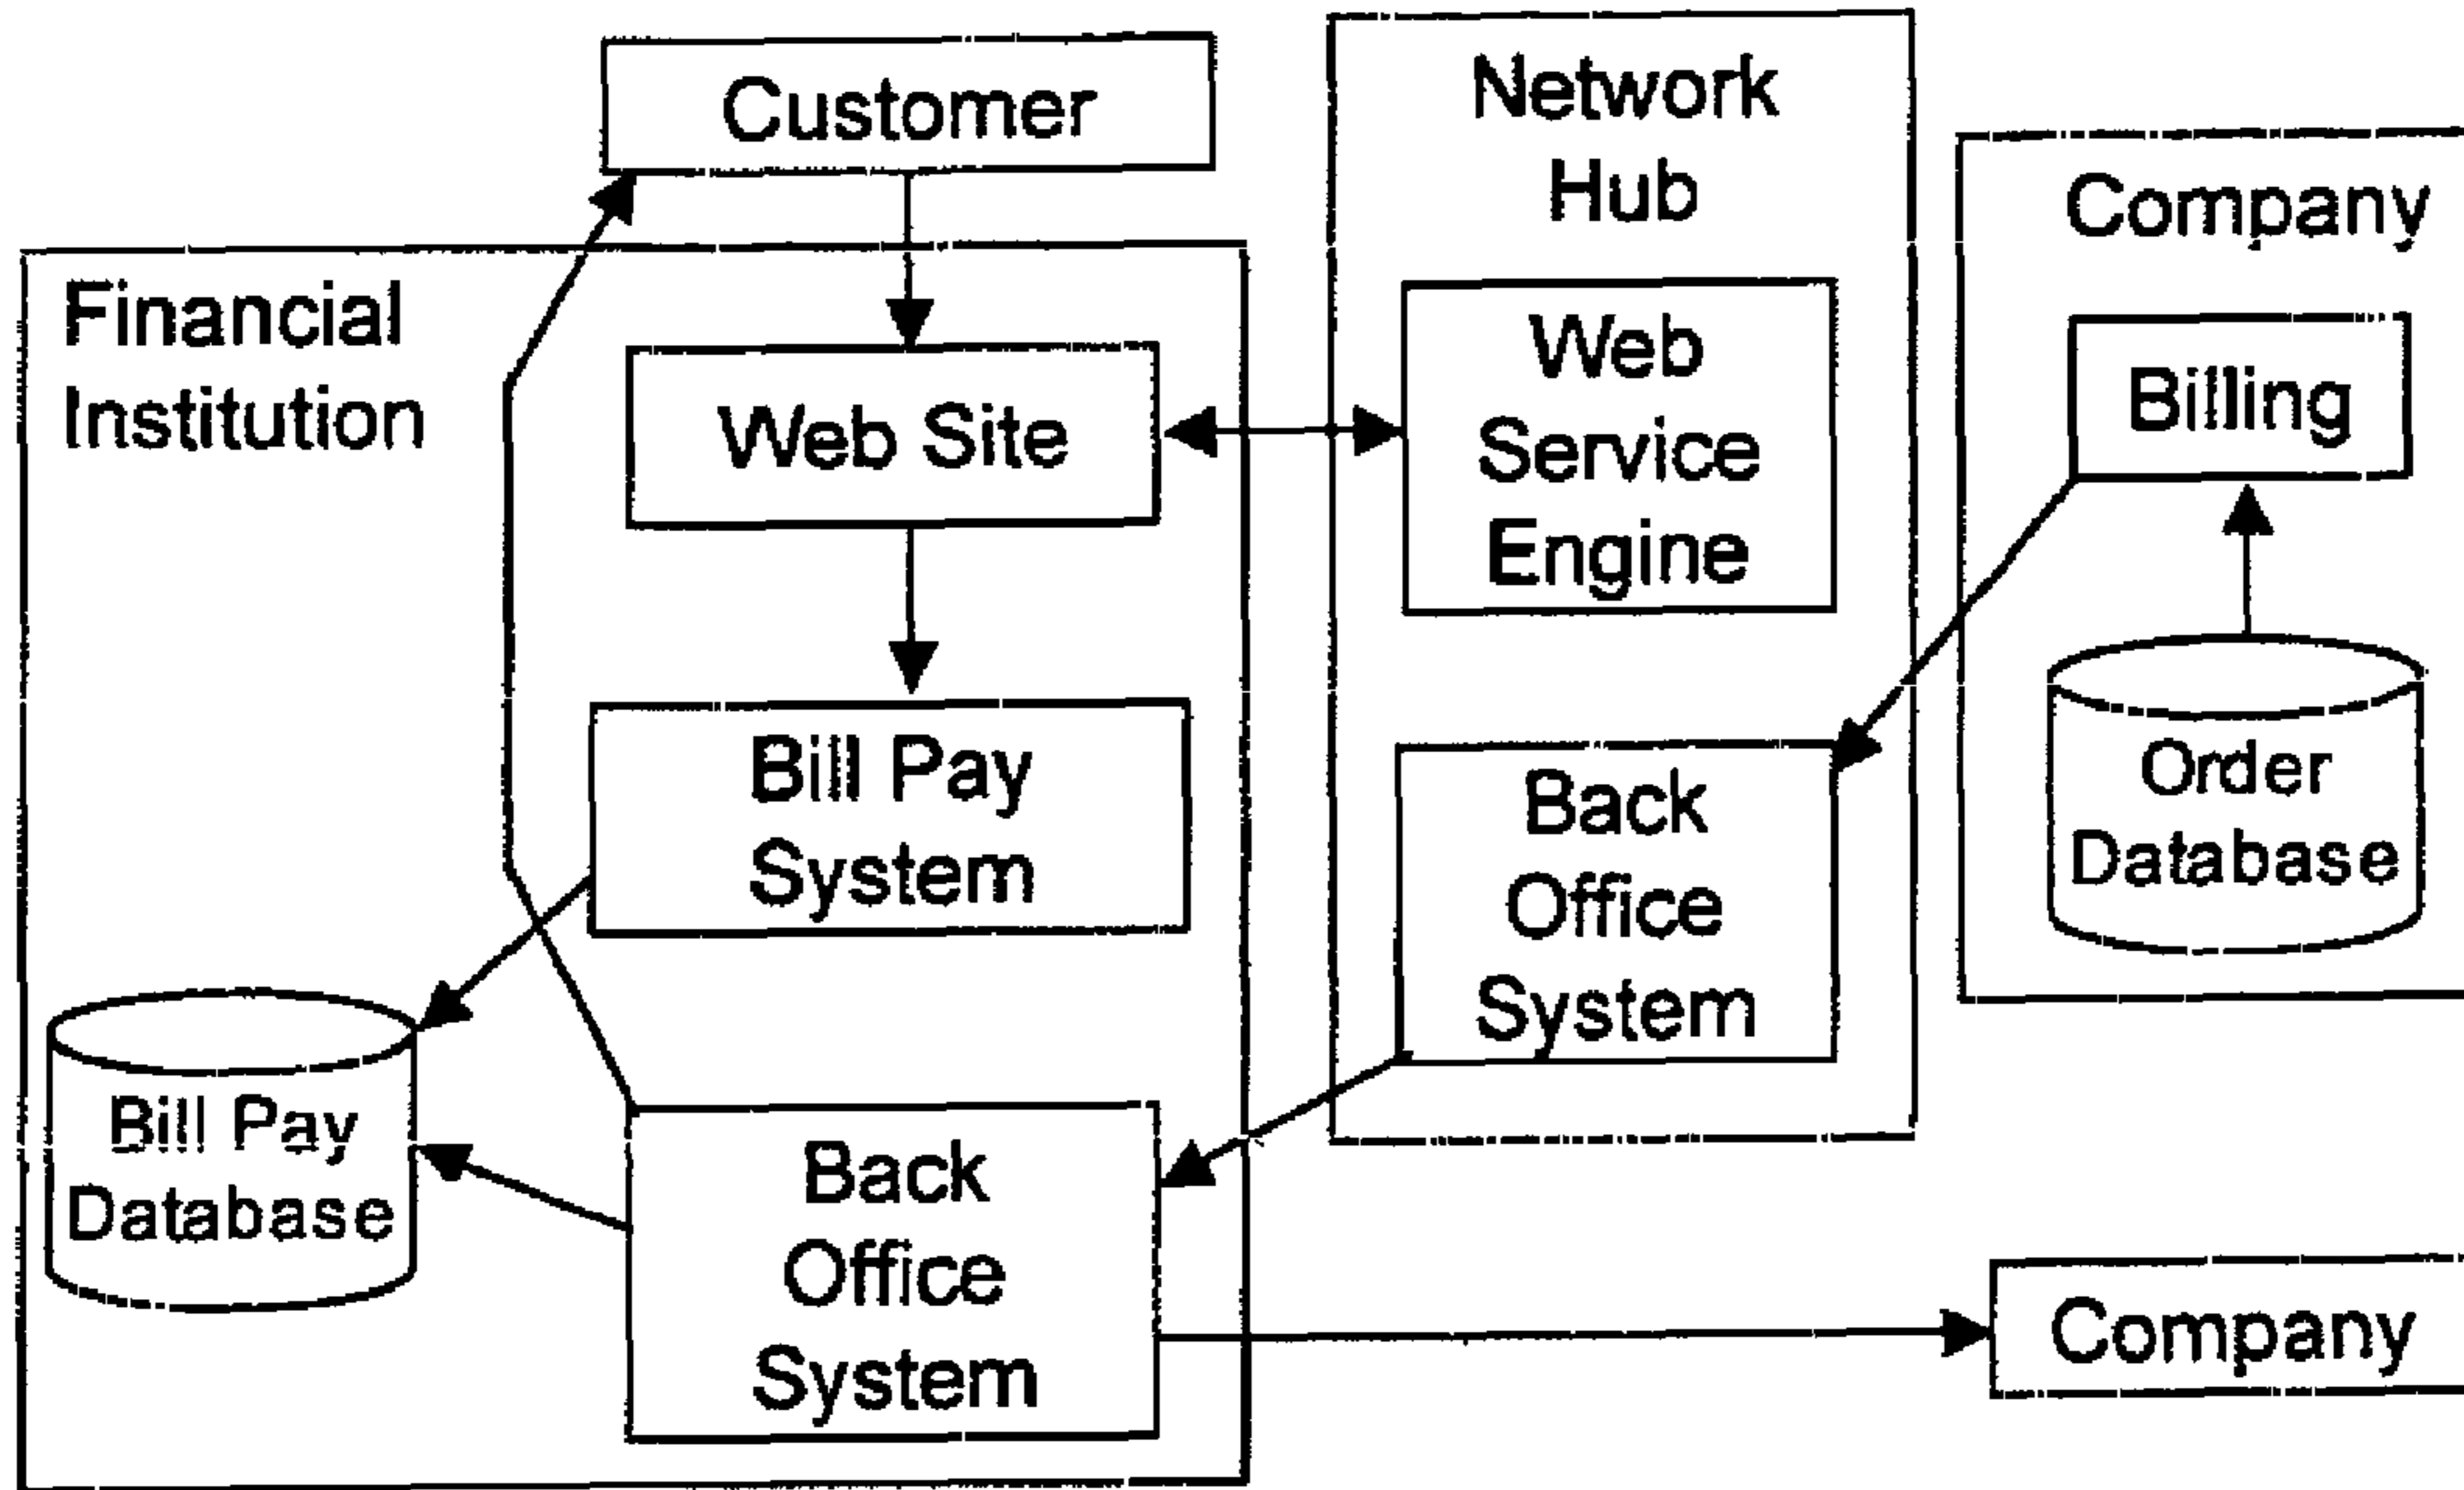 Customer
Network
Hub
Company
Financial
Institution
Web Site
Web
Service
Engine
Billing
Bill Pay
System
Back
Office
System
Order
Database
Bill Pay
Database
Back
Office
System
Company